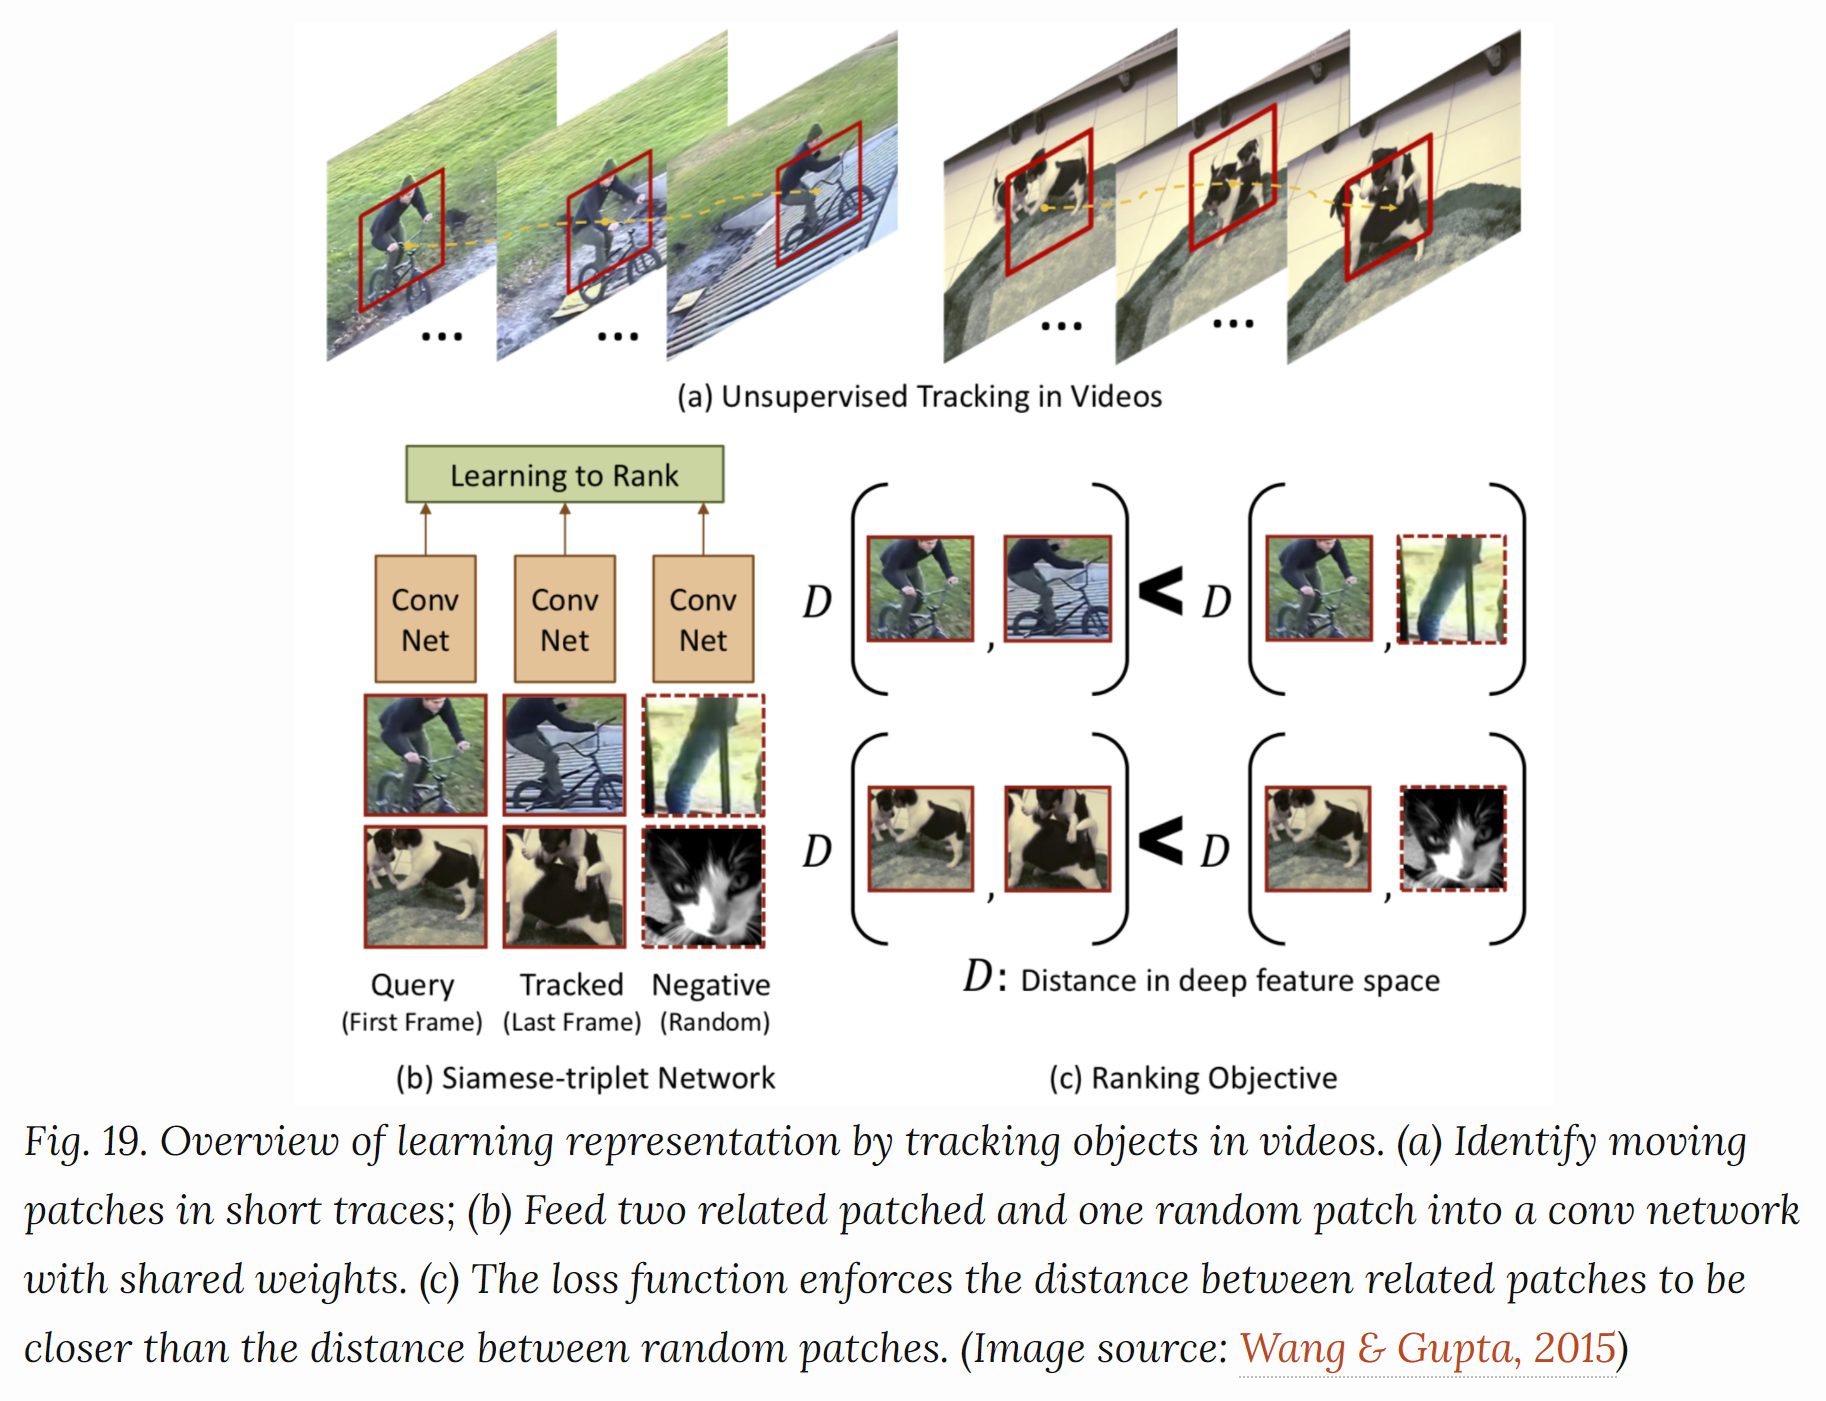 ...
...
...
...
(a) Unsupervised Tracking in Videos
Learning to Rank
Conv Net
Conv Net
Conv Net
Query (First Frame)
Tracked (Last Frame)
Negative (Random)
(b) Siamese-triplet Network
D ( , ) < D ( , )
D ( , ) < D ( , )
D: Distance in deep feature space
(c) Ranking Objective
Fig. 19. Overview of learning representation by tracking objects in videos. (a) Identify moving
patches in short traces; (b) Feed two related patched and one random patch into a conv network
with shared weights. (c) The loss function enforces the distance between related patches to be
closer than the distance between random patches. (Image source: Wang & Gupta, 2015)